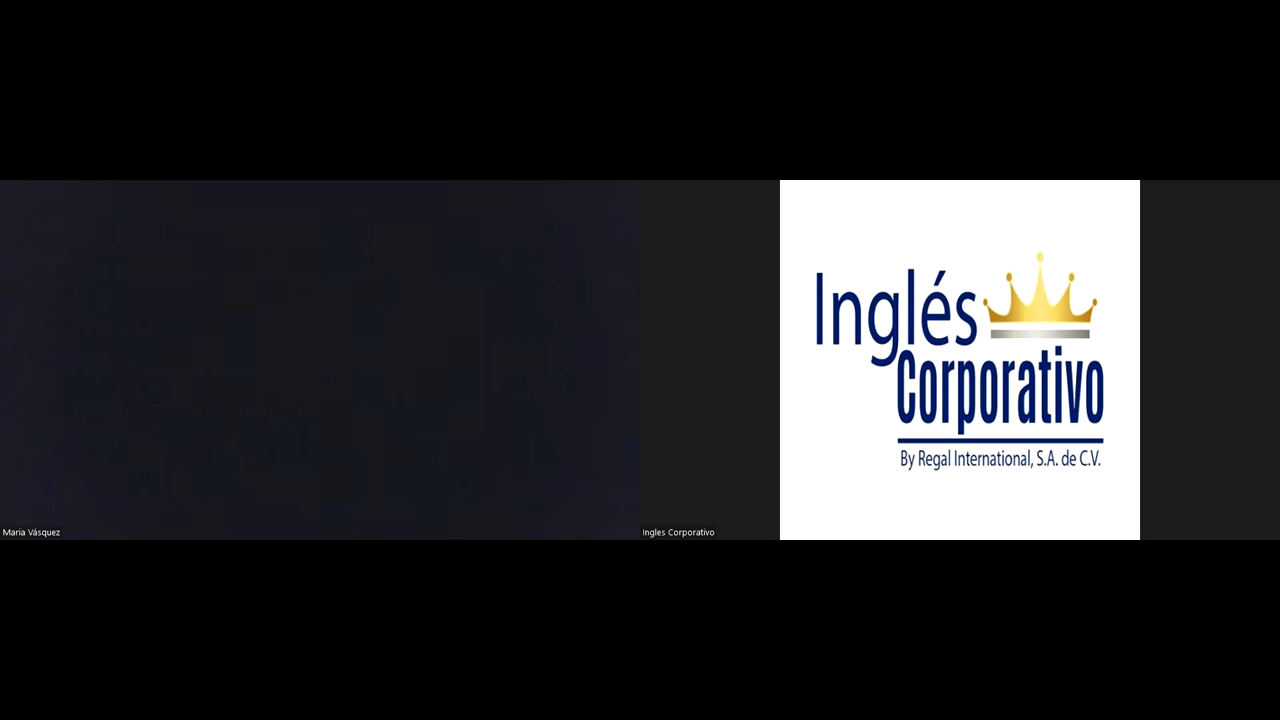 Inglés
Corporativo
By Regal International, S.A. de C.V.
Maria Vásquez
Ingles Corporativo